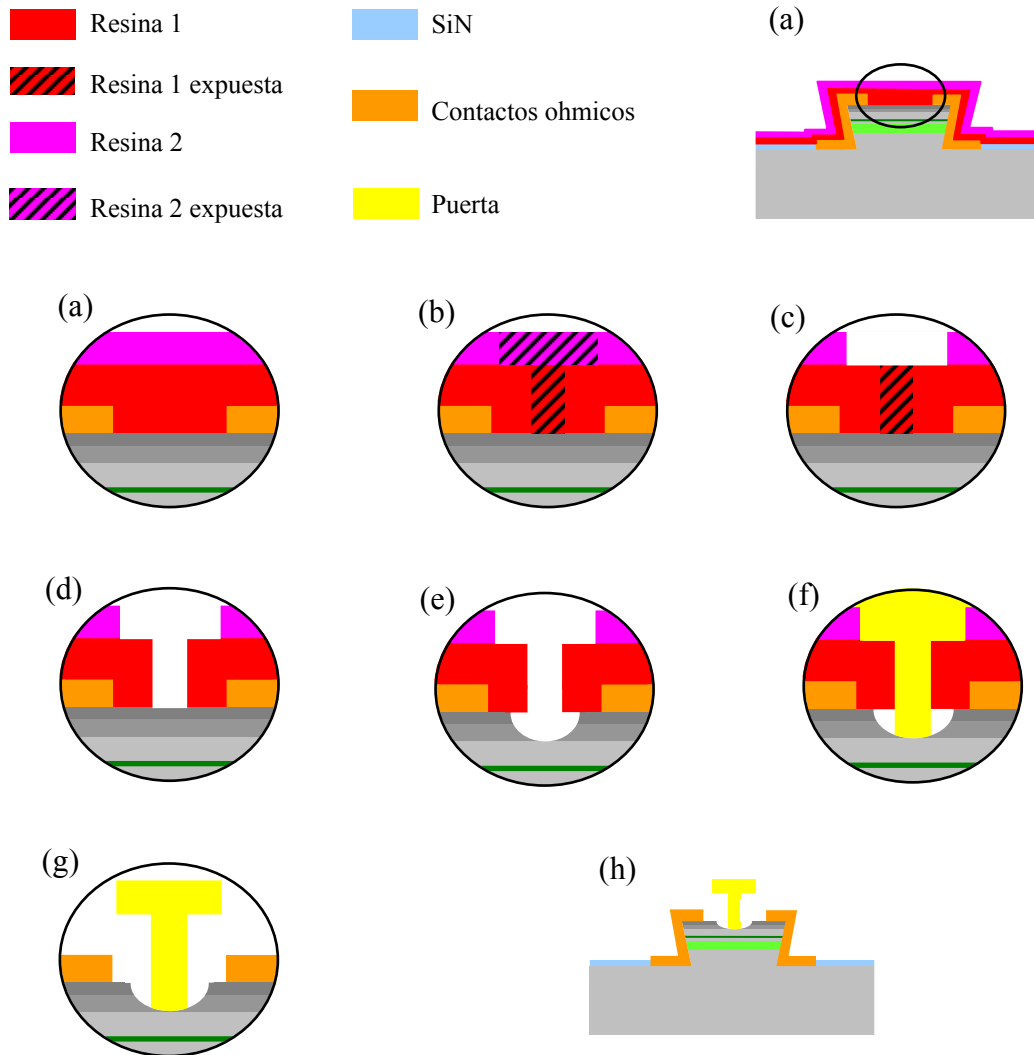 Resina 1
SiN
(a)
Resina 1 expuesta
Contactos ohmicos
Resina 2
Resina 2 expuesta
Puerta
(a)
(b)
(c)
(d)
(e)
(f)
(g)
(h)